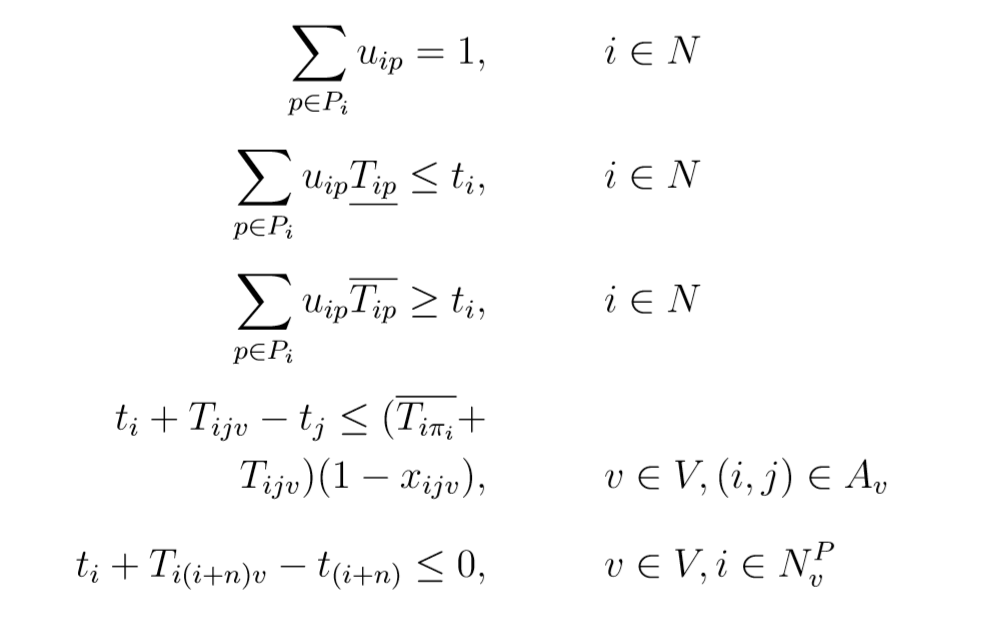 ∑_{p∈P_i} u_{ip} = 1, i ∈ N
∑_{p∈P_i} u_{ip} \underline{T_{ip}} ≤ t_i, i ∈ N
∑_{p∈P_i} u_{ip} \overline{T_{ip}} ≥ t_i, i ∈ N
t_i + T_{ijv} − t_j ≤ (\overline{T_{iπ_i}} +
T_{ijv})(1 − x_{ijv}), v ∈ V, (i, j) ∈ A_v
t_i + T_{i(i+n)v} − t_{(i+n)} ≤ 0, v ∈ V, i ∈ N_v^P